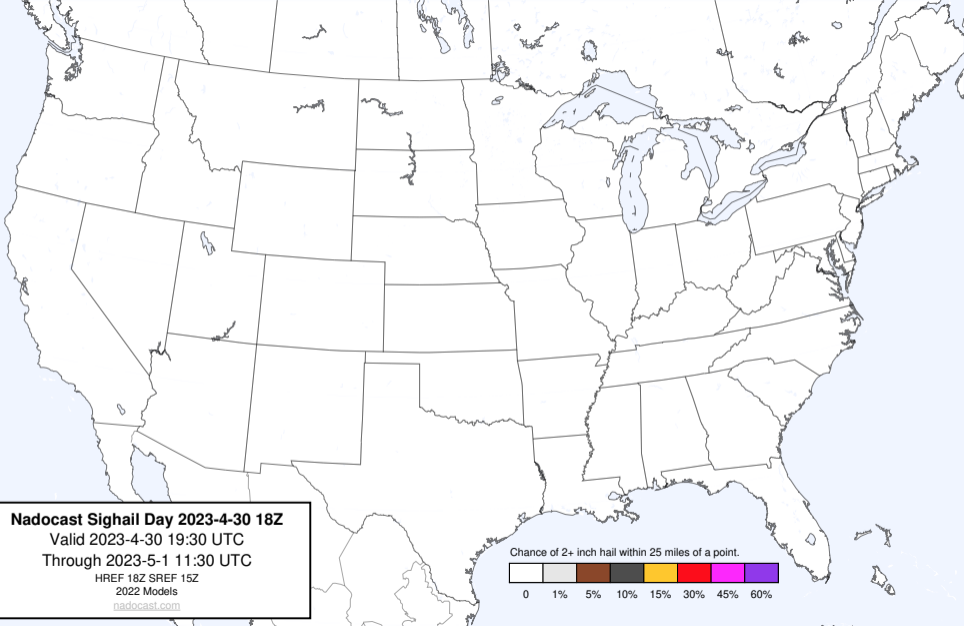 Nadocast Sighail Day 2023-4-30 18Z
Valid 2023-4-30 19:30 UTC
Through 2023-5-1 11:30 UTC
HREF 18Z SREF 15Z
2022 Models
nadocast.com
Chance of 2+ inch hail within 25 miles of a point.
0 1% 5% 10% 15% 30% 45% 60%